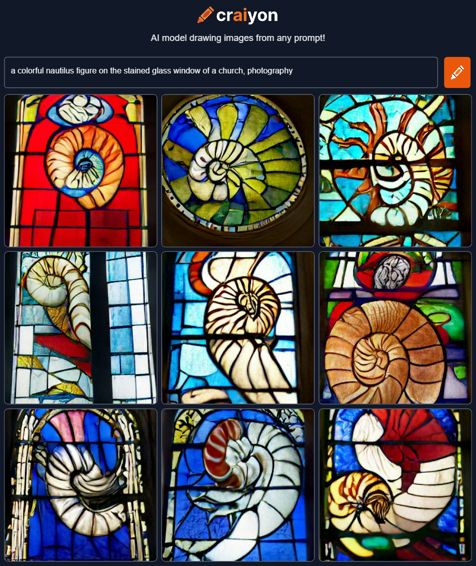 craiyon
AI model drawing images from any prompt!
a colorful nautilus figure on the stained glass window of a church, photography